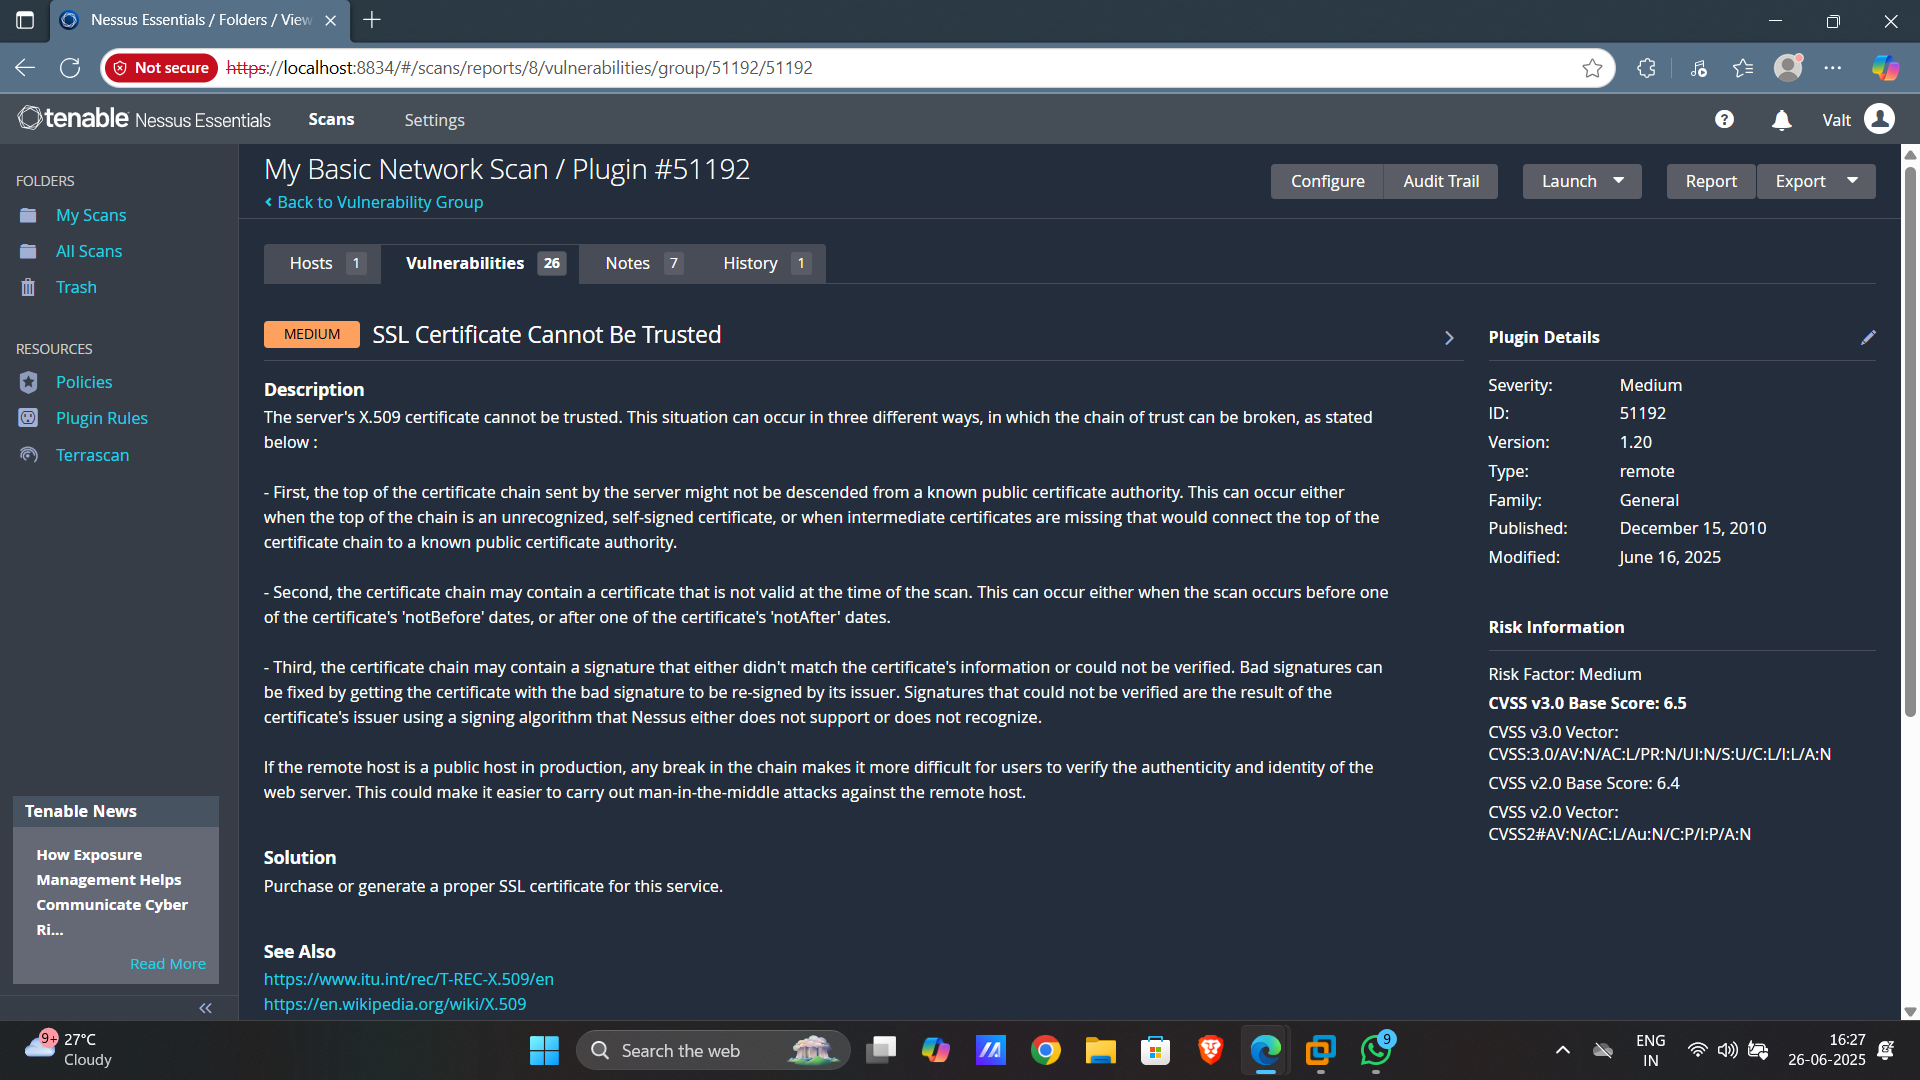 Nessus Essentials / Folders / View
Not secure
https://localhost:8834/#/scans/reports/8/vulnerabilities/group/51192/51192
tenable Nessus Essentials
Scans
Settings
Valt
FOLDERS
My Scans
All Scans
Trash
RESOURCES
Policies
Plugin Rules
Terrascan
Tenable News
How Exposure
Management Helps
Communicate Cyber
Ri...
Read More
My Basic Network Scan / Plugin #51192
Back to Vulnerability Group
Configure
Audit Trail
Launch
Report
Export
Hosts 1
Vulnerabilities 26
Notes 7
History 1
MEDIUM SSL Certificate Cannot Be Trusted
Description
The server's X.509 certificate cannot be trusted. This situation can occur in three different ways, in which the chain of trust can be broken, as stated
below :
- First, the top of the certificate chain sent by the server might not be descended from a known public certificate authority. This can occur either
when the top of the chain is an unrecognized, self-signed certificate, or when intermediate certificates are missing that would connect the top of the
certificate chain to a known public certificate authority.
- Second, the certificate chain may contain a certificate that is not valid at the time of the scan. This can occur either when the scan occurs before one
of the certificate's 'notBefore' dates, or after one of the certificate's 'notAfter' dates.
- Third, the certificate chain may contain a signature that either didn't match the certificate's information or could not be verified. Bad signatures can
be fixed by getting the certificate with the bad signature to be re-signed by its issuer. Signatures that could not be verified are the result of the
certificate's issuer using a signing algorithm that Nessus either does not support or does not recognize.
If the remote host is a public host in production, any break in the chain makes it more difficult for users to verify the authenticity and identity of the
web server. This could make it easier to carry out man-in-the-middle attacks against the remote host.
Solution
Purchase or generate a proper SSL certificate for this service.
See Also
https://www.itu.int/rec/T-REC-X.509/en
https://en.wikipedia.org/wiki/X.509
Plugin Details
Severity: Medium
ID: 51192
Version: 1.20
Type: remote
Family: General
Published: December 15, 2010
Modified: June 16, 2025
Risk Information
Risk Factor: Medium
CVSS v3.0 Base Score: 6.5
CVSS v3.0 Vector:
CVSS:3.0/AV:N/AC:L/PR:N/UI:N/S:U/C:L/I:L/A:N
CVSS v2.0 Base Score: 6.4
CVSS v2.0 Vector:
CVSS2#AV:N/AC:L/Au:N/C:P/I:P/A:N
9+
27°C
Cloudy
Search the web
9
ENG
IN
16:27
26-06-2025